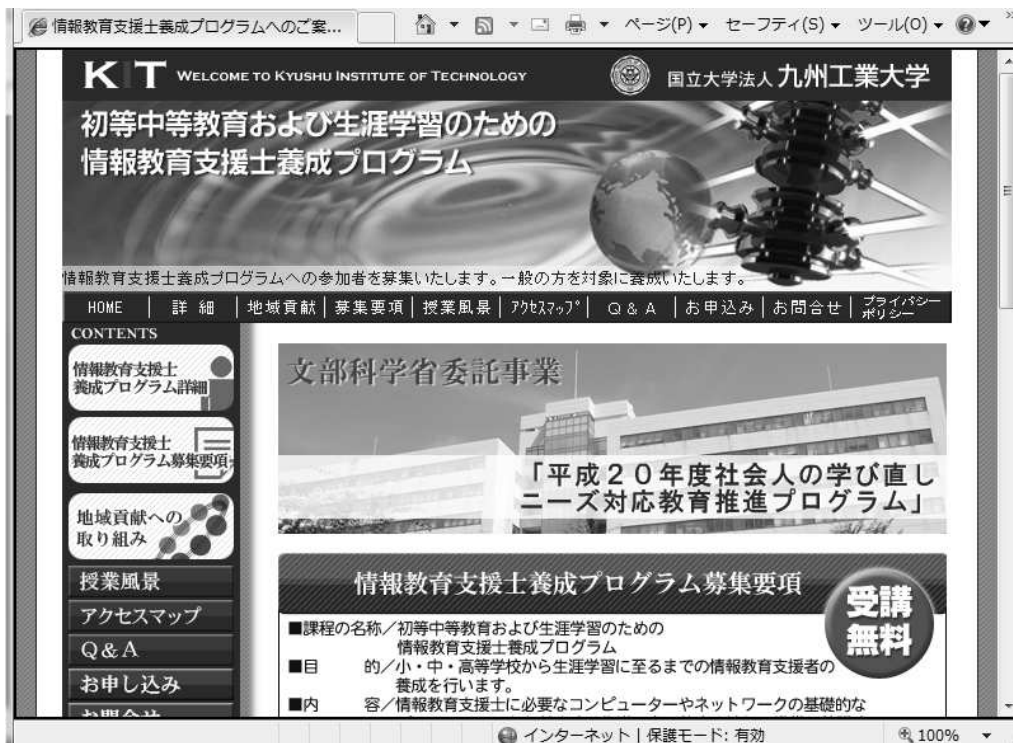 情報教育支援士養成プログラムへのご案...
ページ(P) セーフティ(S) ツール(O)
KIT WELCOME TO KYUSHU INSTITUTE OF TECHNOLOGY 国立大学法人 九州工業大学
初等中等教育および生涯学習のための
情報教育支援士養成プログラム
情報教育支援士養成プログラムへの参加者を募集いたします。一般の方を対象に養成いたします。
HOME | 詳 細 | 地域貢献 | 募集要項 | 授業風景 | アクセスマップ | Q & A | お申込み | お問合せ | プライバシーポリシー
CONTENTS
情報教育支援士
養成プログラム詳細
情報教育支援士
養成プログラム募集要項
地域貢献への
取り組み
授業風景
アクセスマップ
Q&A
お申し込み
お問合せ
文部科学省委託事業
「平成20年度社会人の学び直し
ニーズ対応教育推進プログラム」
情報教育支援士養成プログラム募集要項
受講
無料
■課程の名称/初等中等教育および生涯学習のための
情報教育支援士養成プログラム
■目 的/小・中・高等学校から生涯学習に至るまでの情報教育支援者の
養成を行います。
■内 容/情報教育支援士に必要なコンピューターやネットワークの基礎的な
インターネット | 保護モード: 有効 100%